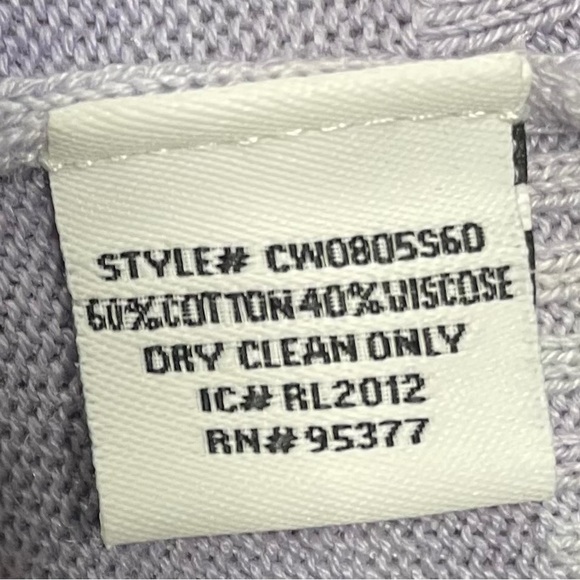 STYLE# CW0805S60
60%COTTON 40%VISCOSE
DRY CLEAN ONLY
IC# RL2012
RN# 95377